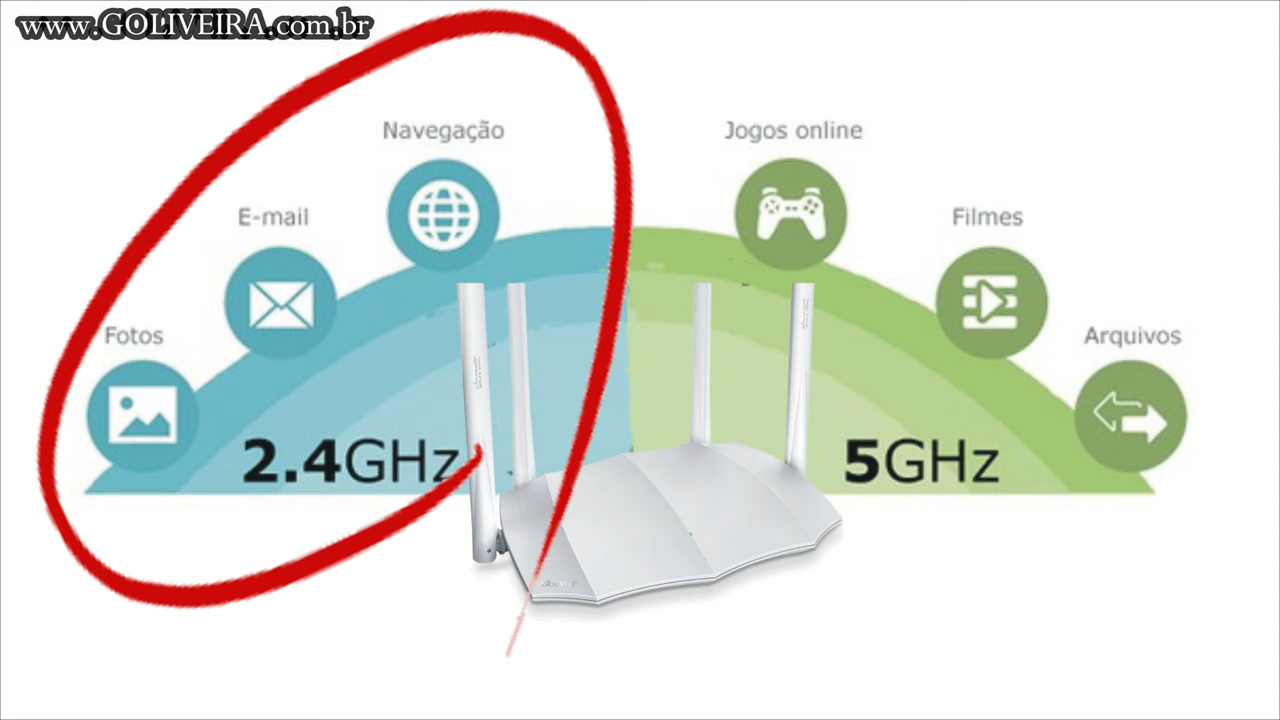 www.GOLIVEIRA.com.br
Navegação
Jogos online
E-mail
Filmes
Fotos
Arquivos
2.4GHz
5GHz